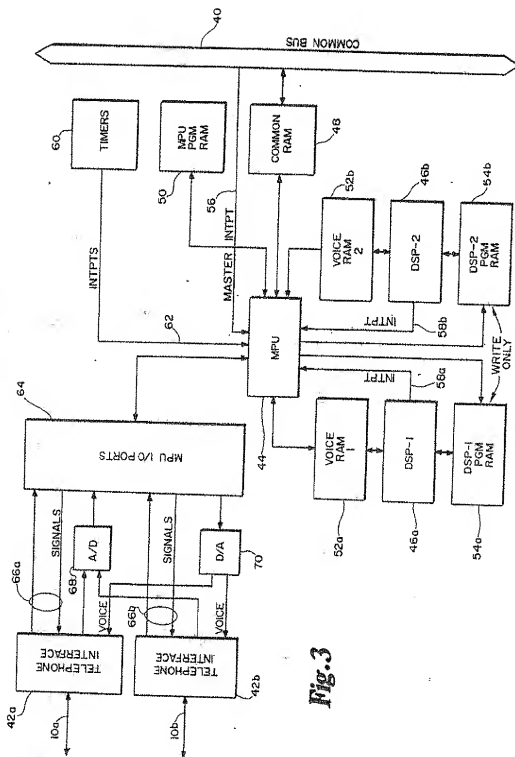 42a
10a
TELEPHONE
INTERFACE
66a
SIGNALS
68
A/D
VOICE
10b
TELEPHONE
INTERFACE
42b
66b
SIGNALS
D/A
70
VOICE
64
MPU I/O PORTS
62
INTPTS
60
TIMERS
50
MPU
PGM
RAM
MASTER INTPT
56
40
COMMON BUS
44
MPU
COMMON
RAM
48
52a
VOICE
RAM
1
VOICE
RAM
2
52b
INTPT
58a
INTPT
58b
46a
DSP-1
DSP-2
46b
54a
DSP-1
PGM
RAM
WRITE
ONLY
DSP-2
PGM
RAM
54b
Fig.3